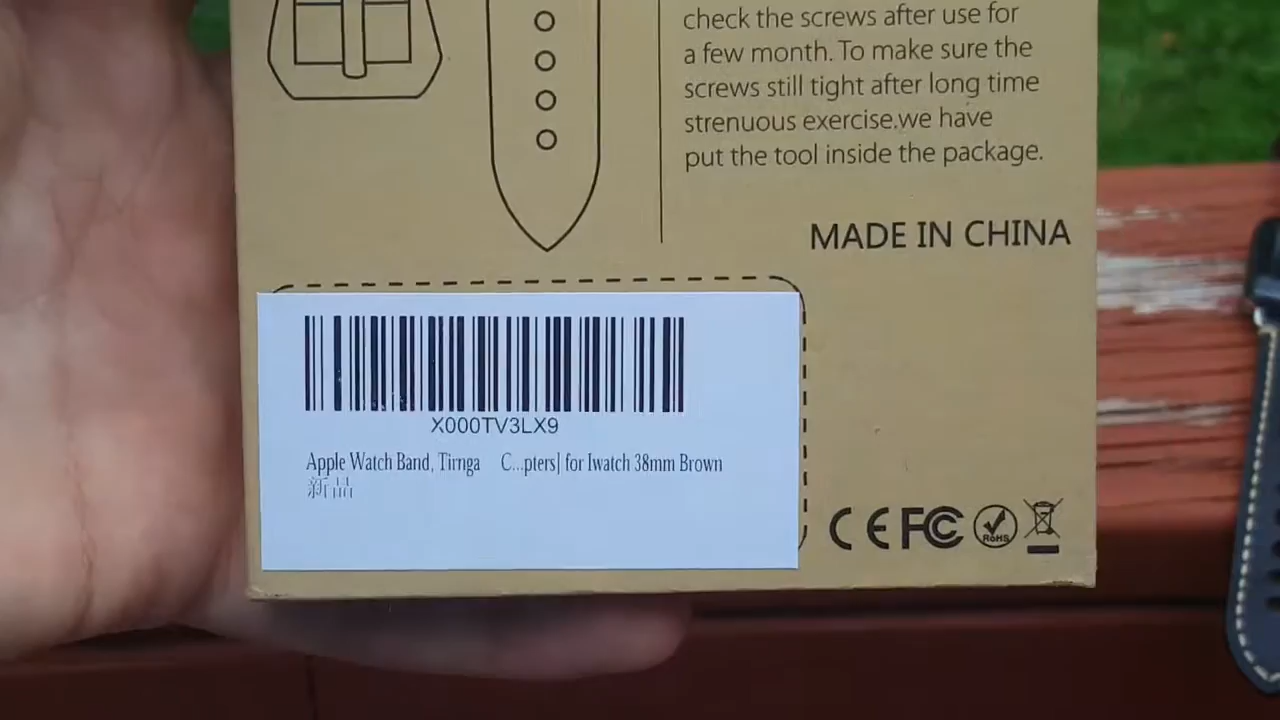 check the screws after use for
a few month. To make sure the
screws still tight after long time
strenuous exercise.we have
put the tool inside the package.
MADE IN CHINA
X000TV3LX9
Apple Watch Band, Tirnga C...pters| for Iwatch 38mm Brown
新品
CE FC RoHS